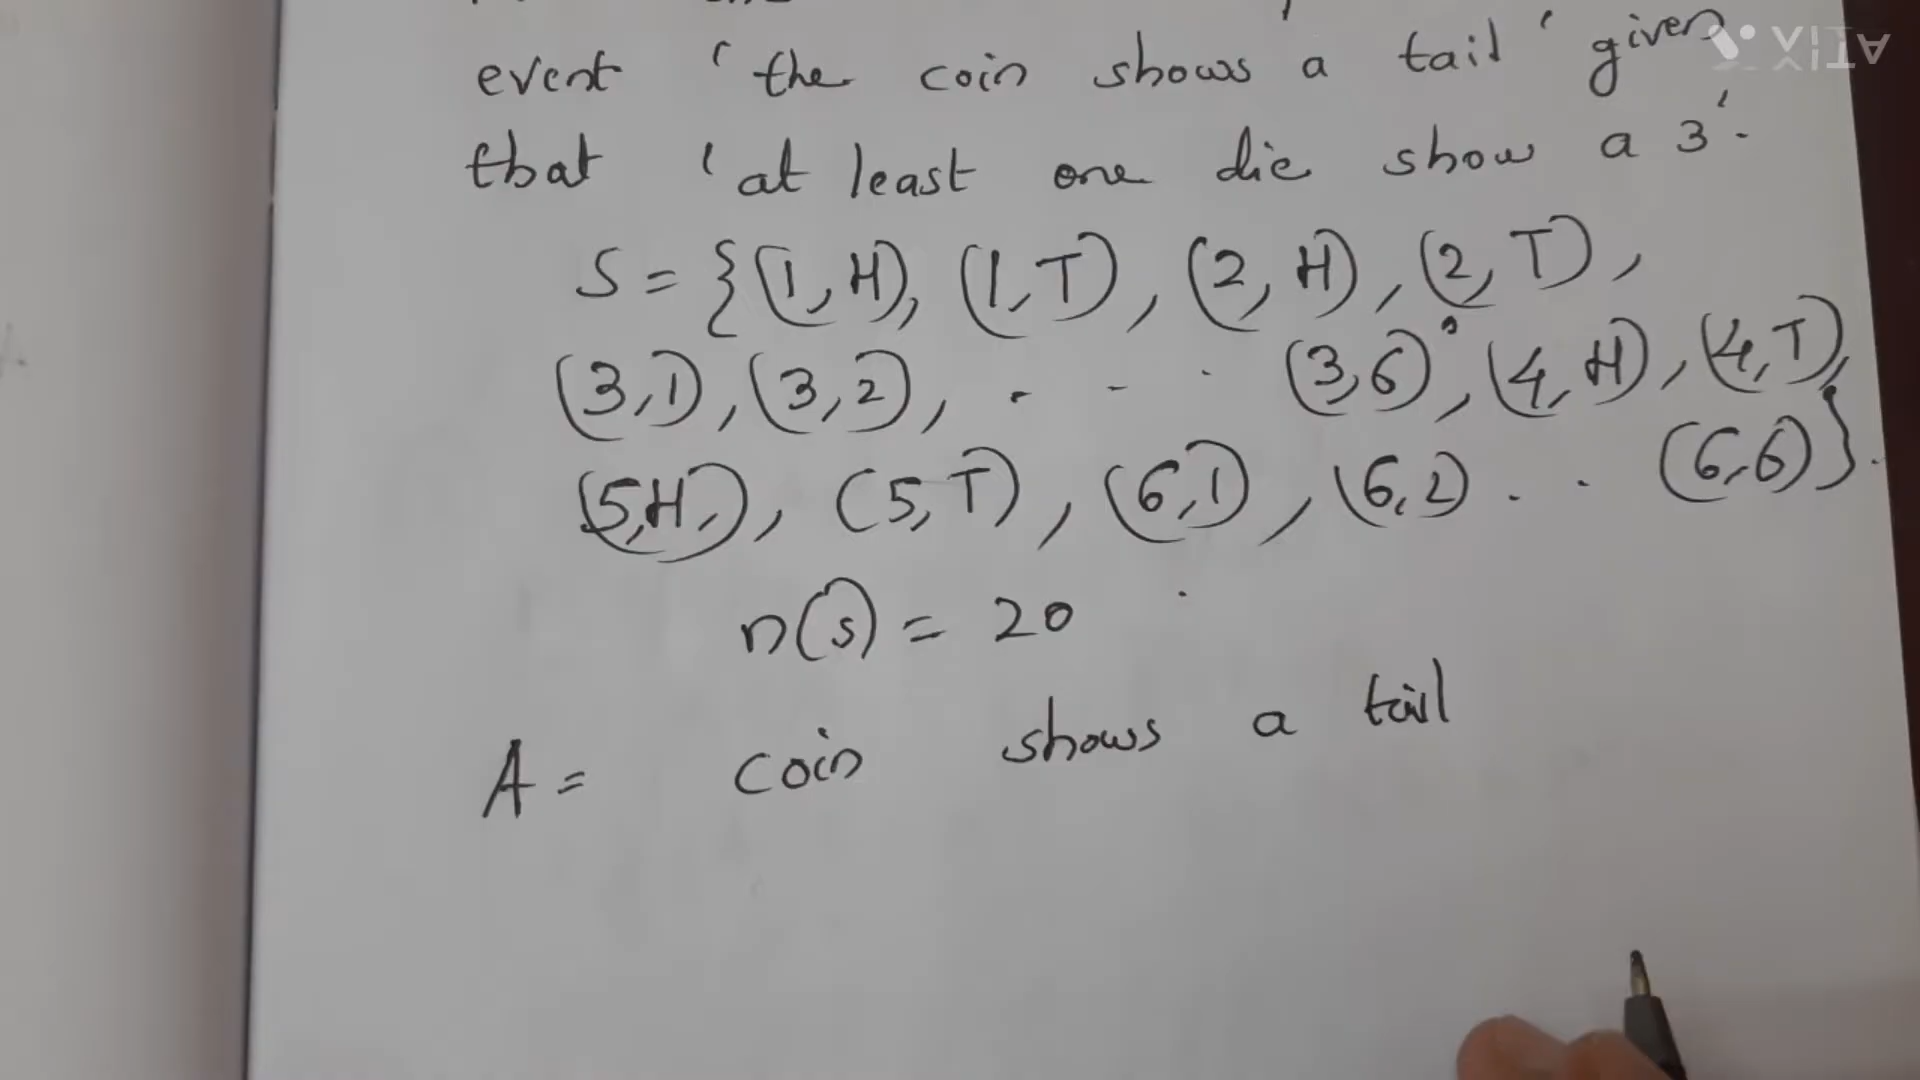 event 'the coin shows a tail' given
that 'at least one die show a 3'.
S = {(1,H), (1,T), (2,H), (2,T),
(3,1), (3,2), . - . (3,6), (4,H), (4,T),
(5,H,), (5,T), (6,1), (6,2) . . (6,6)}.
n(s) = 20
A = coin shows a tail
VITA